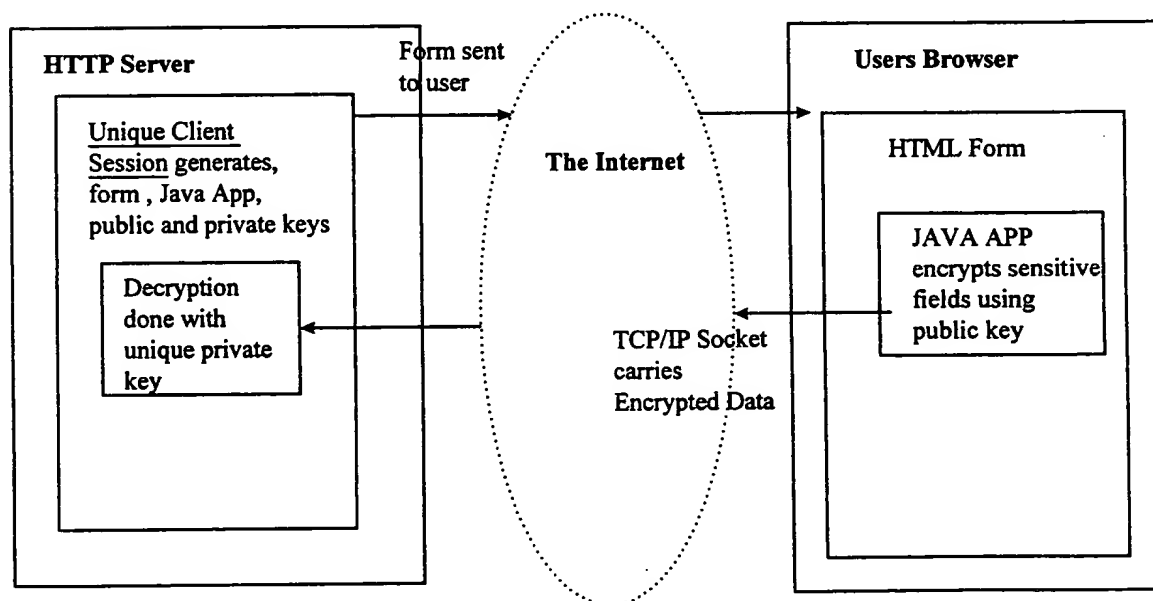 HTTP Server
Unique Client
Session generates,
form , Java App,
public and private keys
Decryption
done with
unique private
key
Form sent
to user
The Internet
TCP/IP Socket
carries
Encrypted Data
Users Browser
HTML Form
JAVA APP
encrypts sensitive
fields using
public key